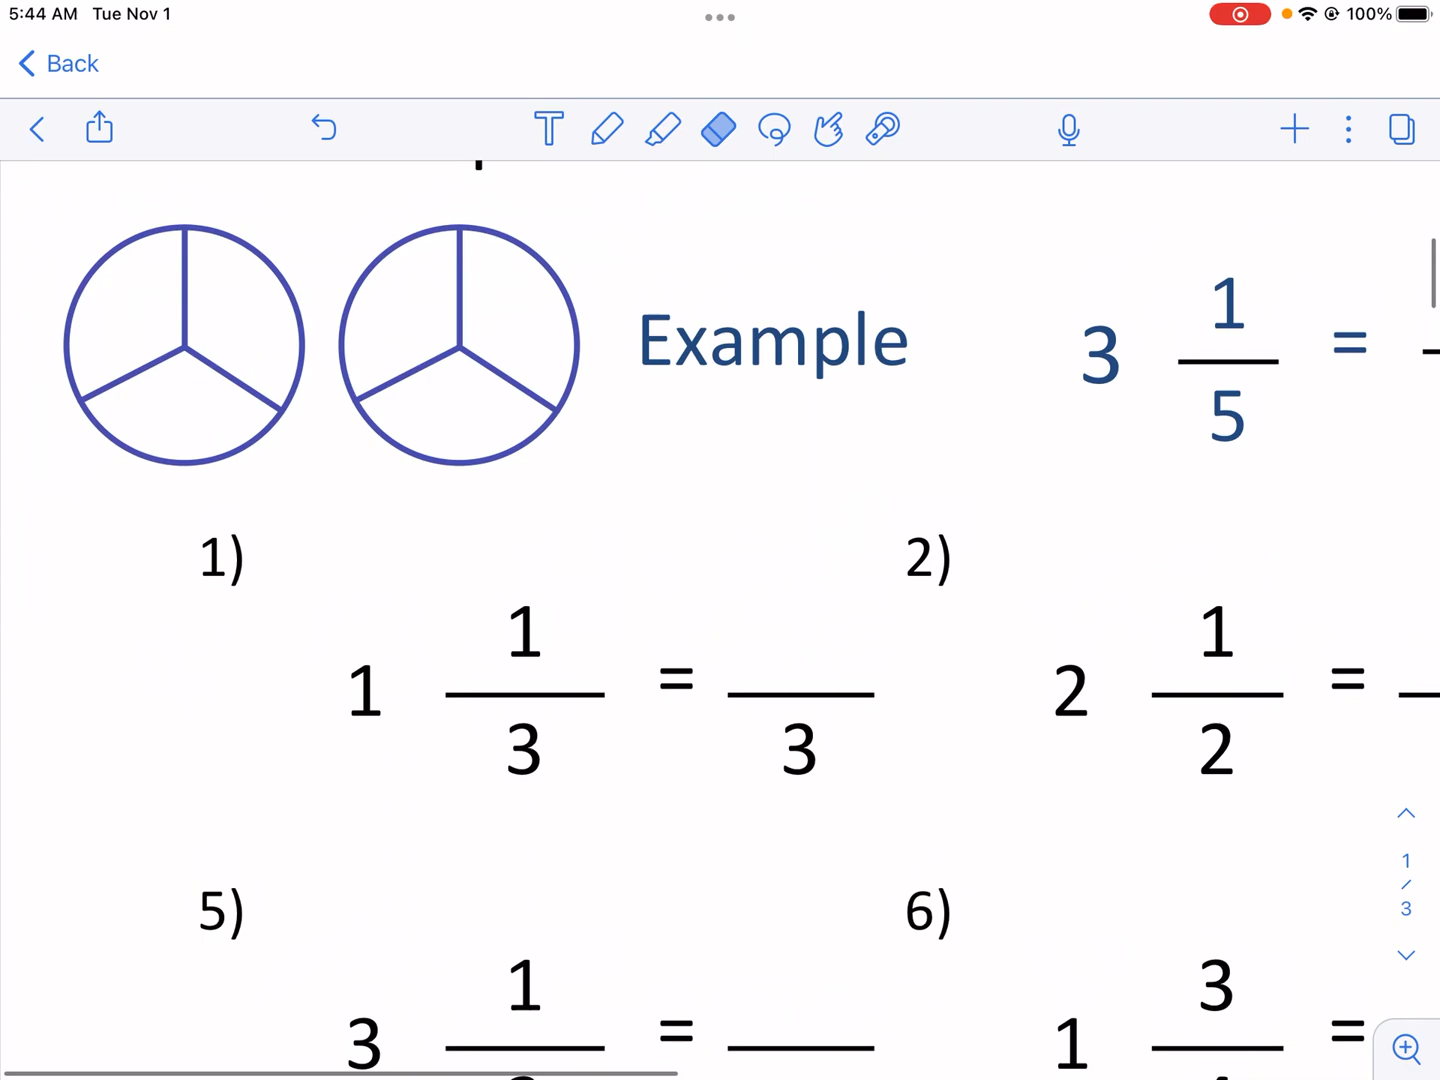 5:44 AM Tue Nov 1
100%
Back
Example
3 1/5 =
1)
2)
1 1/3 = /3
2 1/2 =
1
/
3
5)
6)
3 1/ =
1 3/ =